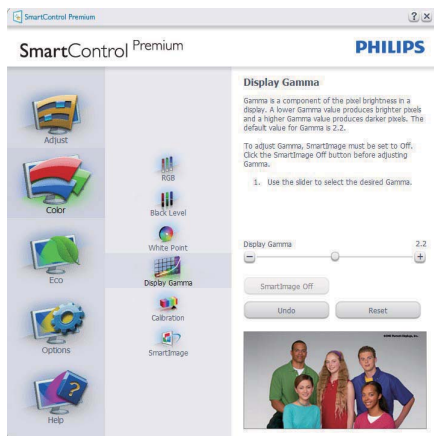 SmartControl Premium
? ×
SmartControl Premium
PHILIPS
Adjust
Color
Eco
Options
Help
RGB
Black Level
White Point
Display Gamma
Calibration
SmartImage
Display Gamma
Gamma is a component of the pixel brightness in a
display. A lower Gamma value produces brighter pixels
and a higher Gamma value produces darker pixels. The
default value for Gamma is 2.2.
To adjust Gamma, SmartImage must be set to Off.
Click the SmartImage Off button before adjusting
Gamma.
1. Use the slider to select the desired Gamma.
Display Gamma 2.2
SmartImage Off
Undo Reset